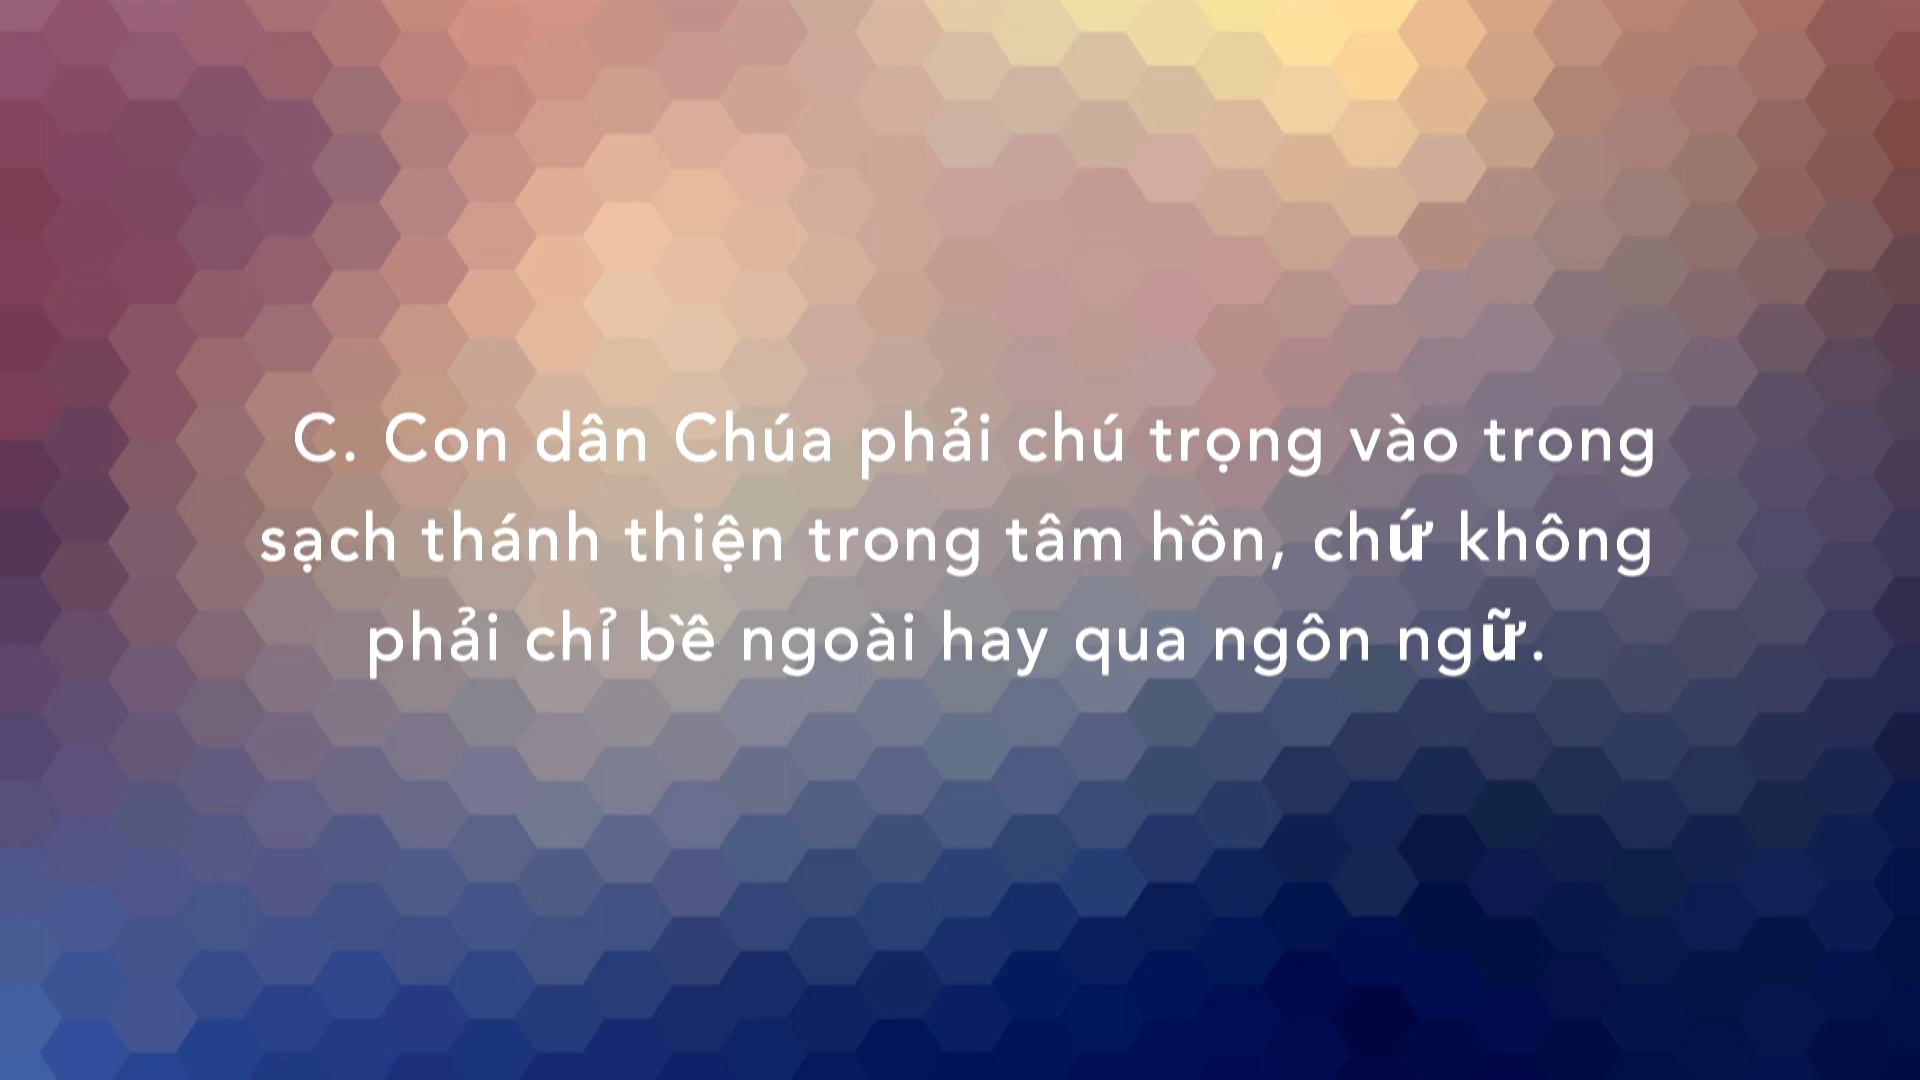 C. Con dân Chúa phải chú trọng vào trong
sạch thánh thiện trong tâm hồn, chứ không
phải chỉ bề ngoài hay qua ngôn ngữ.